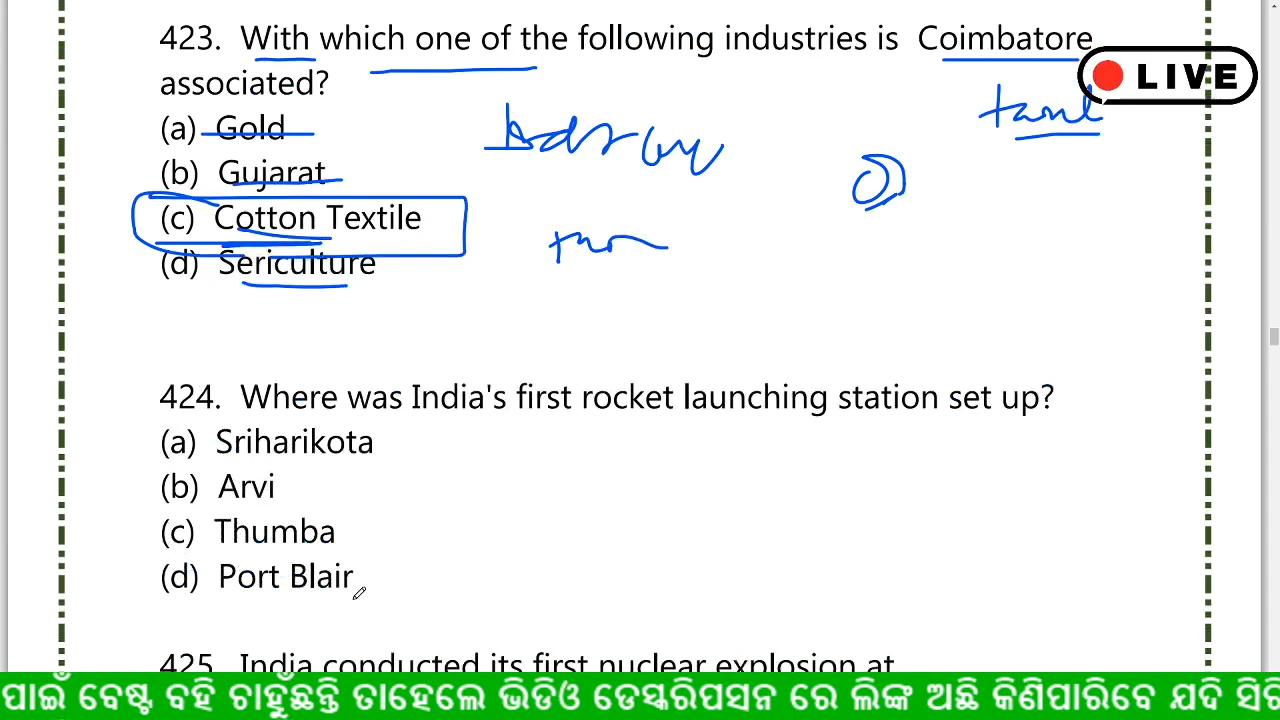 423. With which one of the following industries is Coimbatore
associated?
LIVE
(a) Gold
(b) Gujarat
(c) Cotton Textile
(d) Sericulture
424. Where was India's first rocket launching station set up?
(a) Sriharikota
(b) Arvi
(c) Thumba
(d) Port Blair
425. India conducted its first nuclear explosion at
ପାଇଁ ବେଷ୍ଟ ବହି ଚାହୁଁଛନ୍ତି ତାହେଲେ ଭିଡିଓ ଡେସ୍କରିପସନ ରେ ଲିଙ୍କ ଅଛି କିଣିପାରିବେ ଯଦି